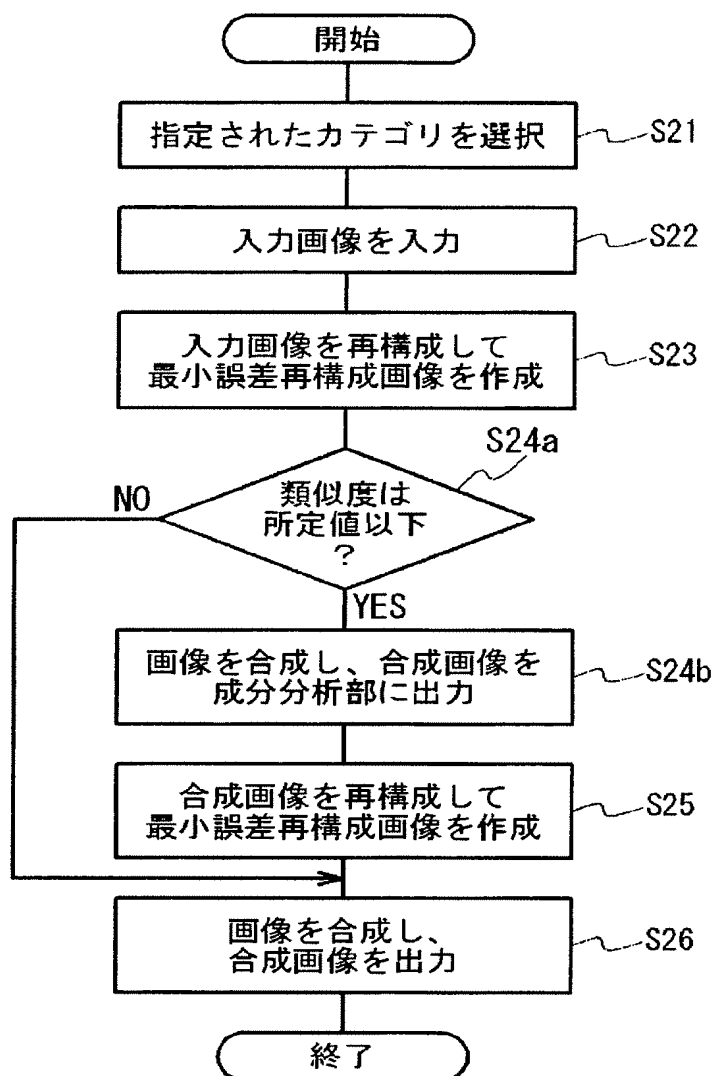 開始
指定されたカテゴリを選択
S21
入力画像を入力
S22
入力画像を再構成して
最小誤差再構成画像を作成
S23
S24a
NO
類似度は
所定値以下
?
YES
画像を合成し、合成画像を
成分分析部に出力
S24b
合成画像を再構成して
最小誤差再構成画像を作成
S25
画像を合成し、
合成画像を出力
S26
終了